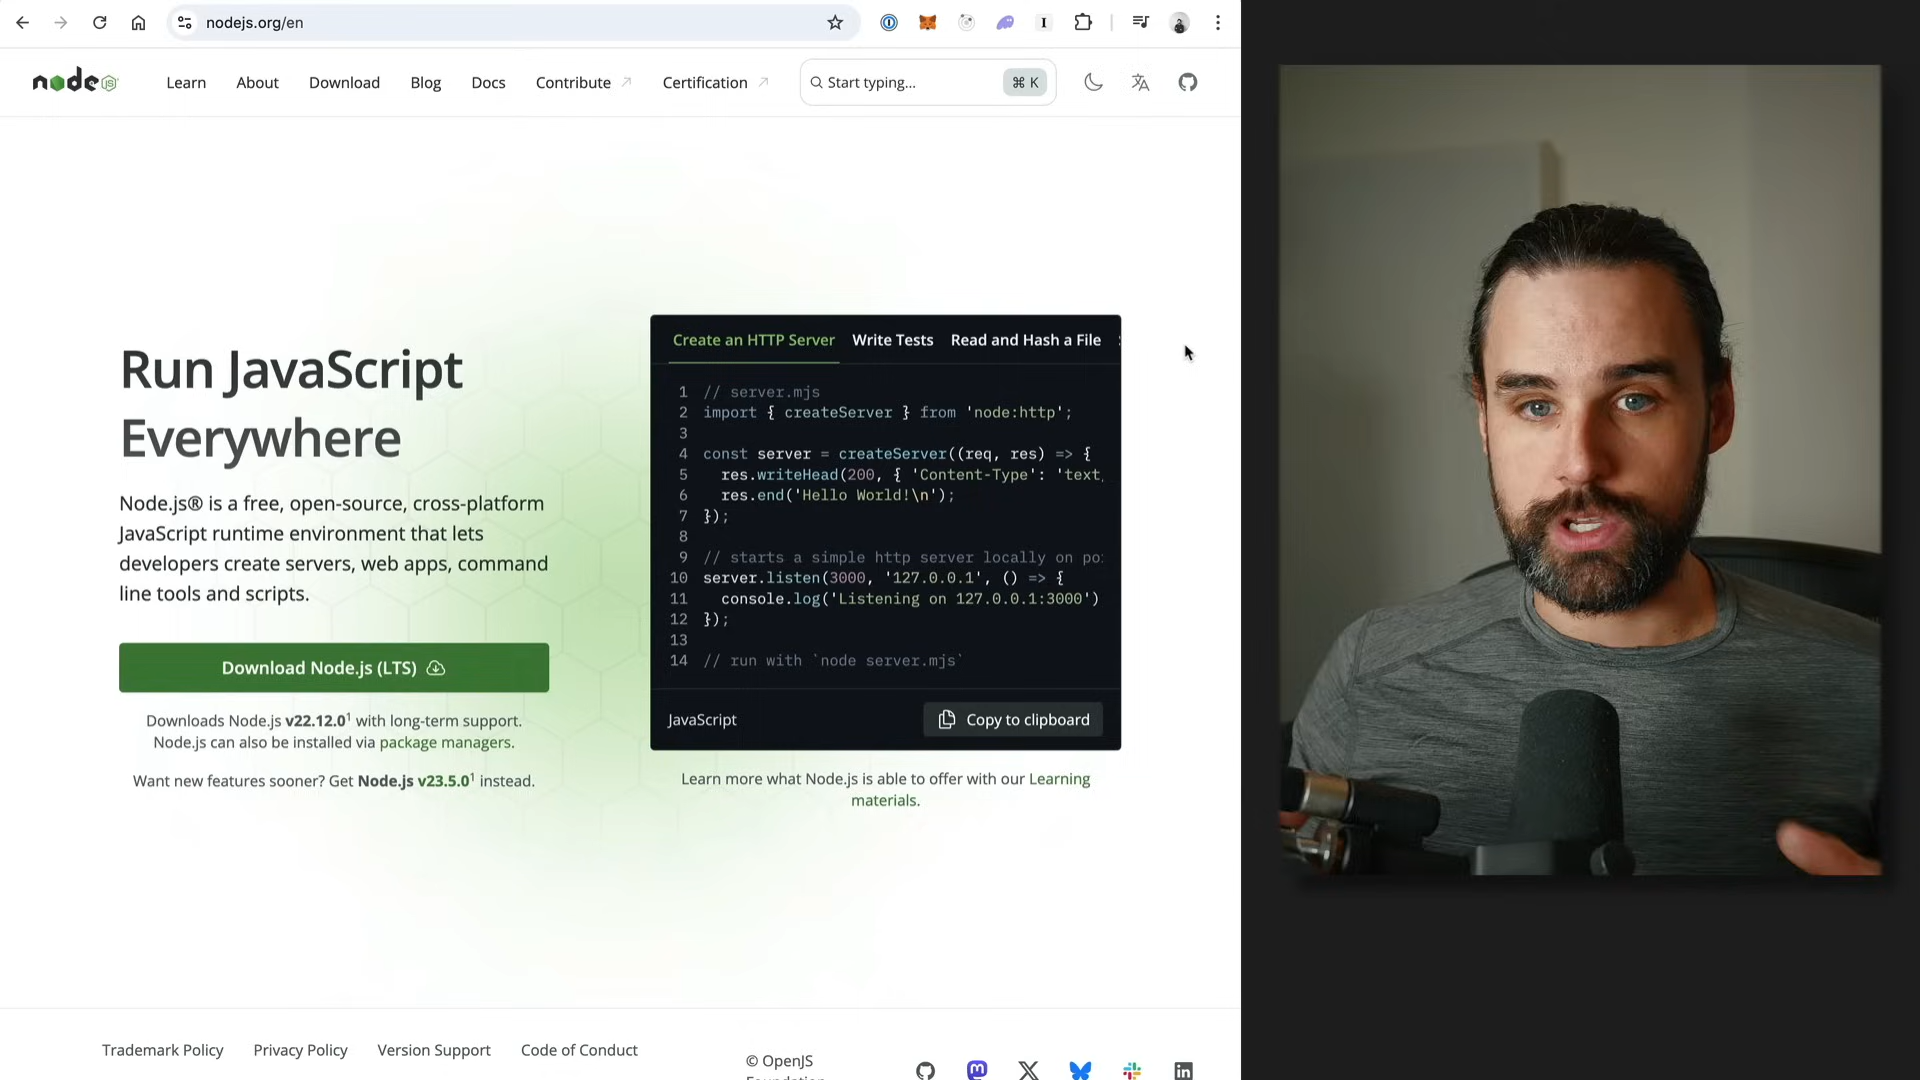 nodejs.org/en
node JS
Learn
About
Download
Blog
Docs
Contribute
Certification
Start typing...
⌘ K
Run JavaScript
Everywhere
Node.js® is a free, open-source, cross-platform
JavaScript runtime environment that lets
developers create servers, web apps, command
line tools and scripts.
Download Node.js (LTS)
Downloads Node.js v22.12.0¹ with long-term support.
Node.js can also be installed via package managers.
Want new features sooner? Get Node.js v23.5.0¹ instead.
Create an HTTP Server
Write Tests
Read and Hash a File
1 // server.mjs
2 import { createServer } from 'node:http';
3
4 const server = createServer((req, res) => {
5 res.writeHead(200, { 'Content-Type': 'text,
6 res.end('Hello World!\n');
7 });
8
9 // starts a simple http server locally on po
10 server.listen(3000, '127.0.0.1', () => {
11 console.log('Listening on 127.0.0.1:3000')
12 });
13
14 // run with `node server.mjs`
JavaScript
Copy to clipboard
Learn more what Node.js is able to offer with our Learning
materials.
Trademark Policy
Privacy Policy
Version Support
Code of Conduct
© OpenJS